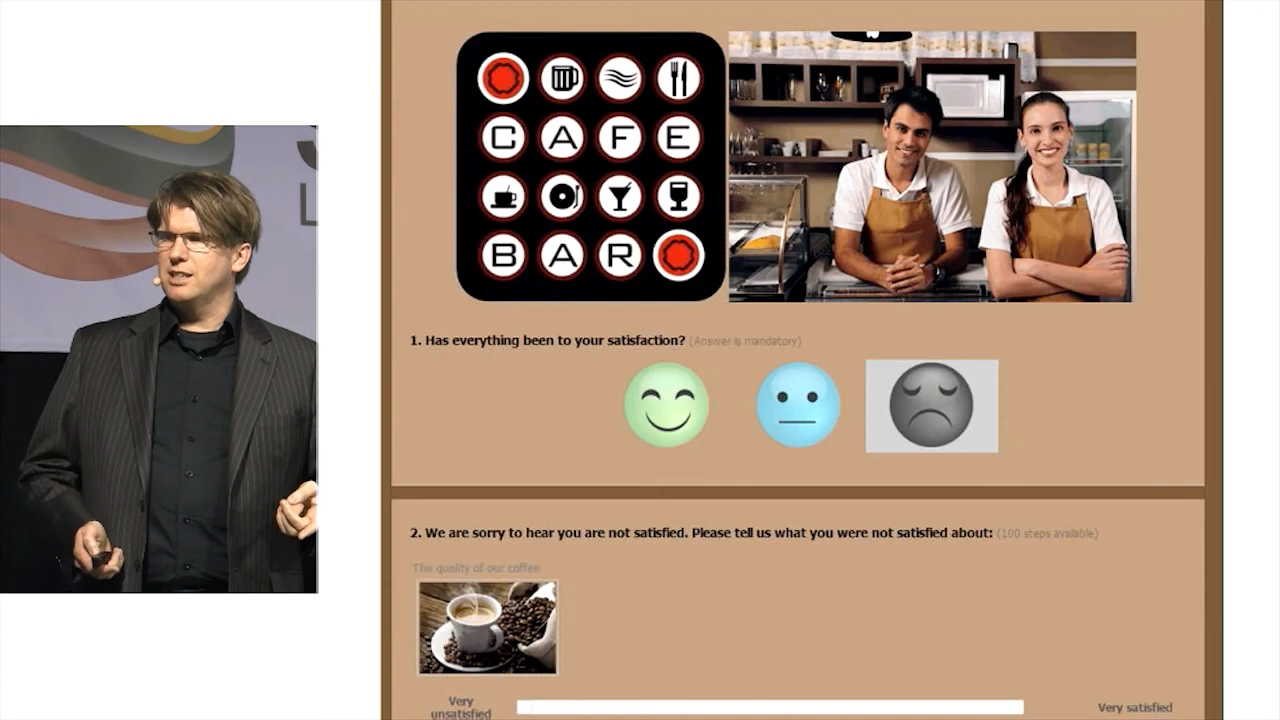 CAFE
BAR
1. Has everything been to your satisfaction? (Answer is mandatory)
2. We are sorry to hear you are not satisfied. Please tell us what you were not satisfied about: (100 steps available)
The quality of our coffee
Very unsatisfied
Very satisfied